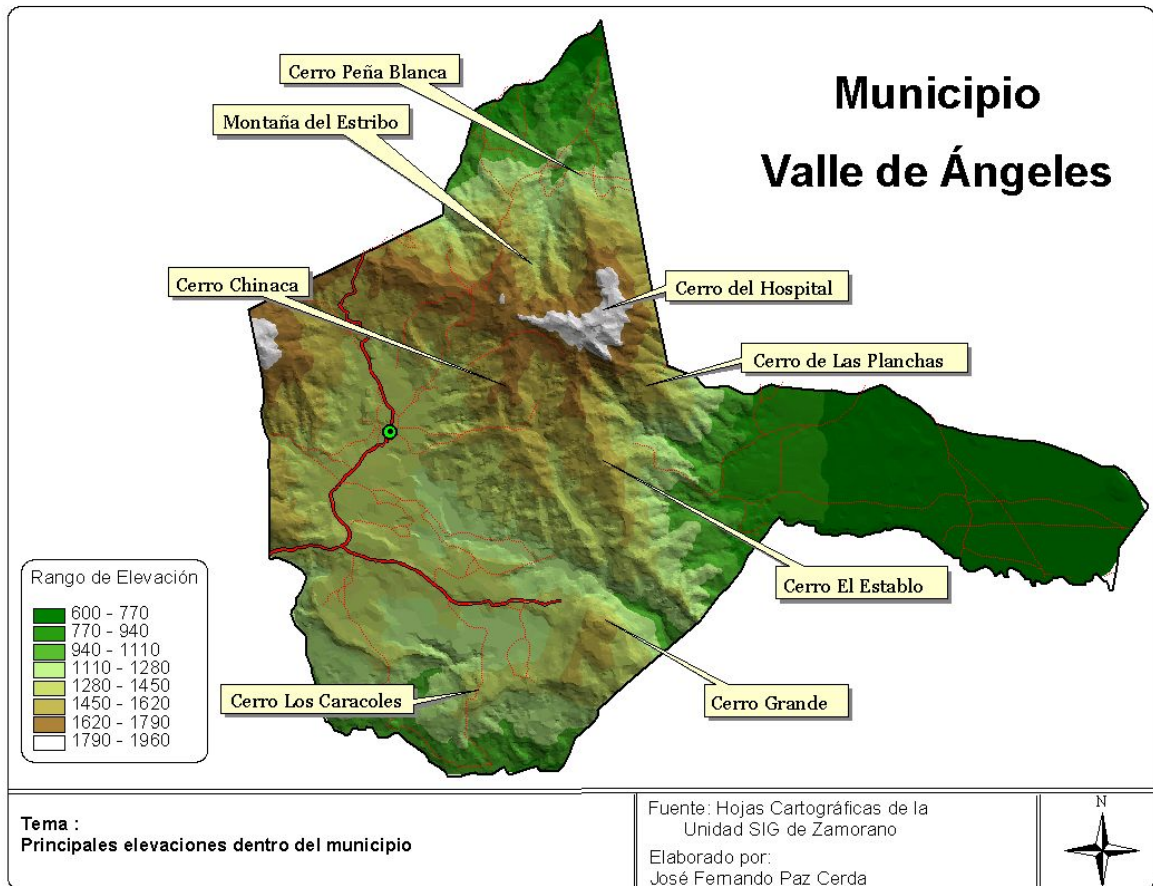 Municipio
Valle de Ángeles
Cerro Peña Blanca
Montaña del Estribo
Cerro Chinaca
Cerro del Hospital
Cerro de Las Planchas
Cerro El Establo
Cerro Los Caracoles
Cerro Grande
Rango de Elevación
600 - 770
770 - 940
940 - 1110
1110 - 1280
1280 - 1450
1450 - 1620
1620 - 1790
1790 - 1960
Tema :
Principales elevaciones dentro del municipio
Fuente: Hojas Cartográficas de la
Unidad SIG de Zamorano
Elaborado por:
José Fernando Paz Cerda
N